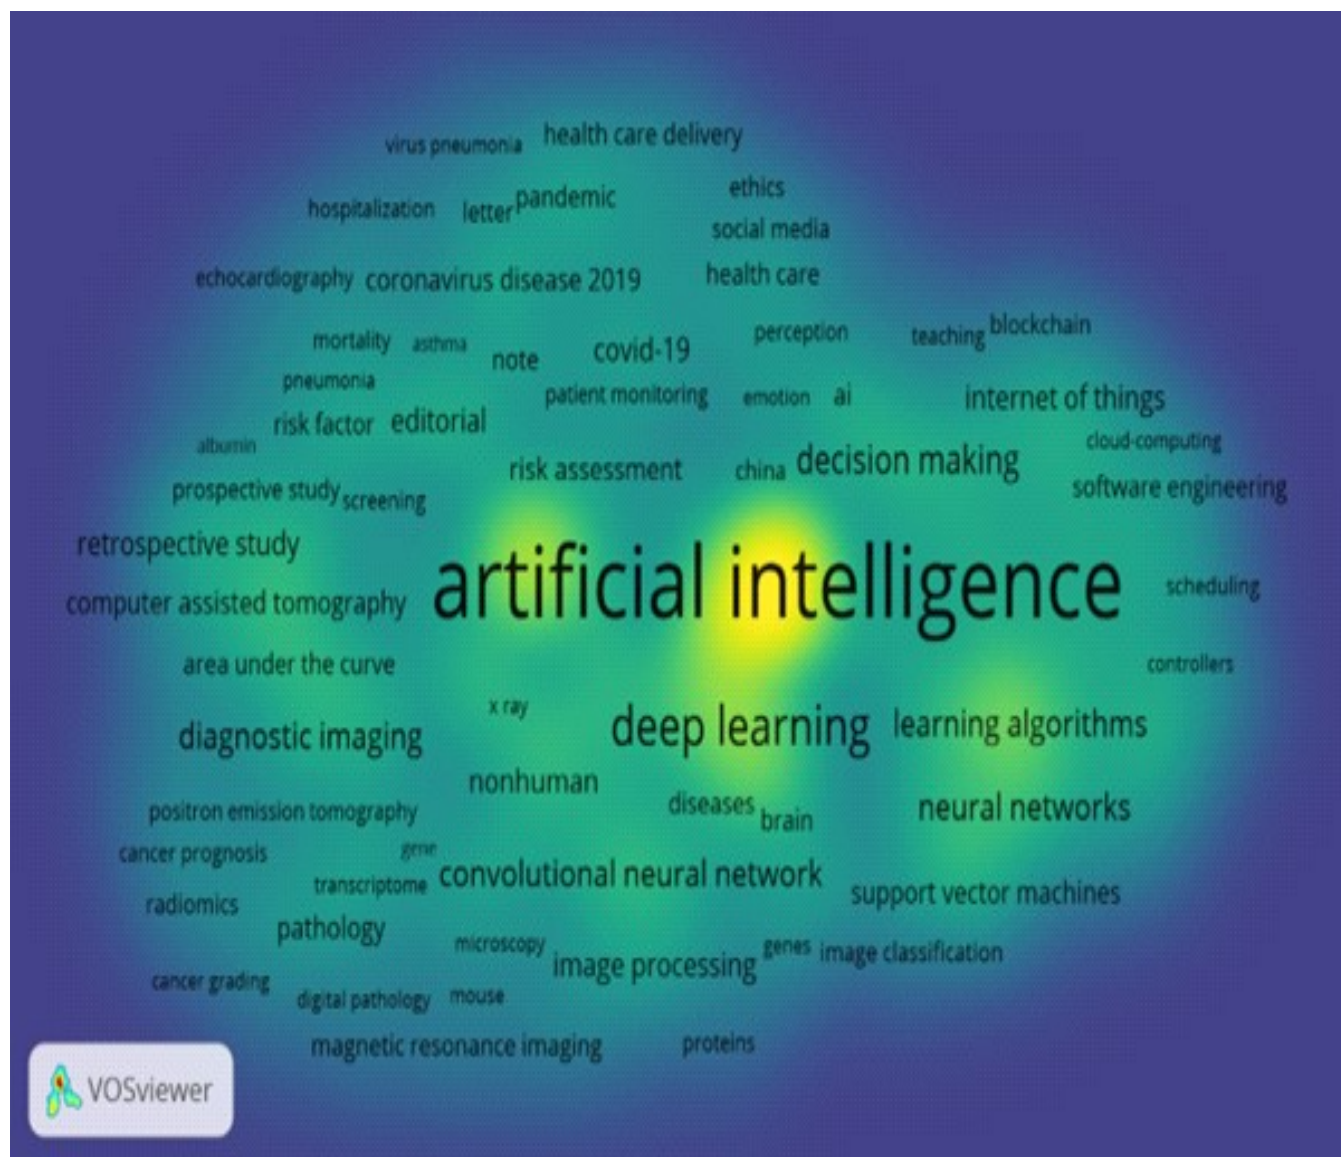 virus pneumonia health care delivery
hospitalization letter pandemic ethics
social media
echocardiography coronavirus disease 2019 health care
mortality asthma note covid-19 perception teaching blockchain
pneumonia patient monitoring emotion ai internet of things
risk factor editorial
albumin risk assessment china decision making cloud-computing
prospective study screening software engineering
retrospective study
artificial intelligence scheduling
computer assisted tomography
area under the curve controllers
x ray
diagnostic imaging deep learning learning algorithms
nonhuman
positron emission tomography diseases brain neural networks
cancer prognosis gene
transcriptome convolutional neural network support vector machines
radiomics
pathology microscopy image processing genes image classification
cancer grading digital pathology mouse
magnetic resonance imaging proteins
VOSviewer